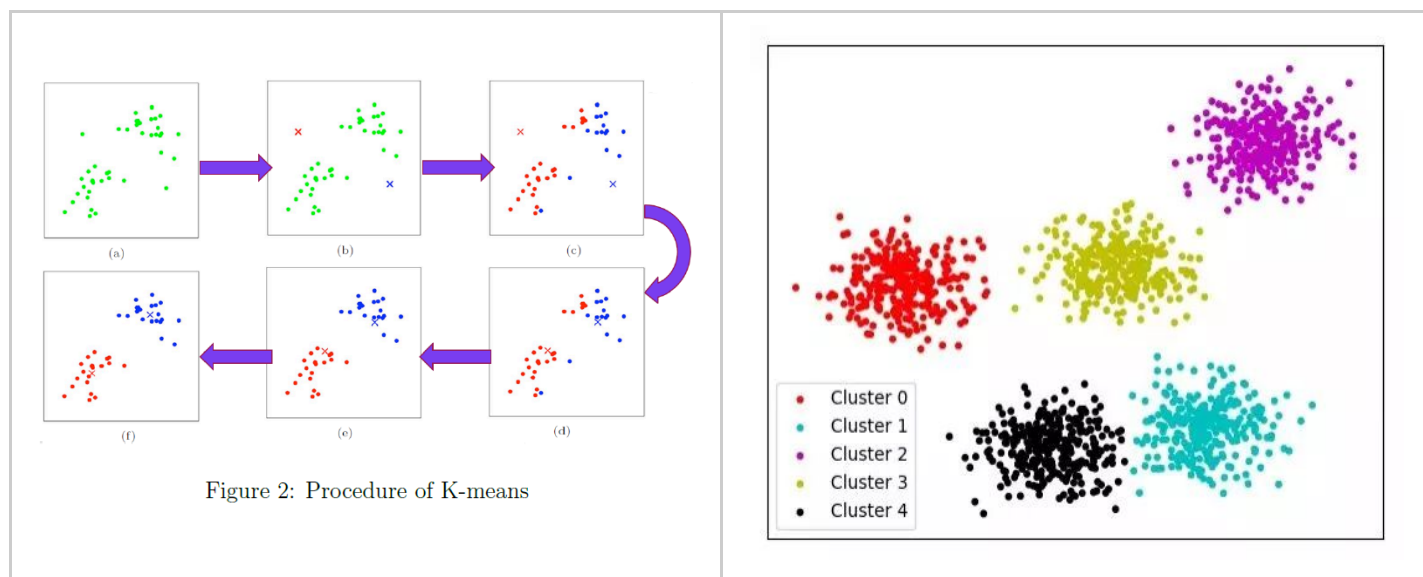 (a)
(b)
(c)
(f)
(e)
(d)
Figure 2: Procedure of K-means
Cluster 0
Cluster 1
Cluster 2
Cluster 3
Cluster 4